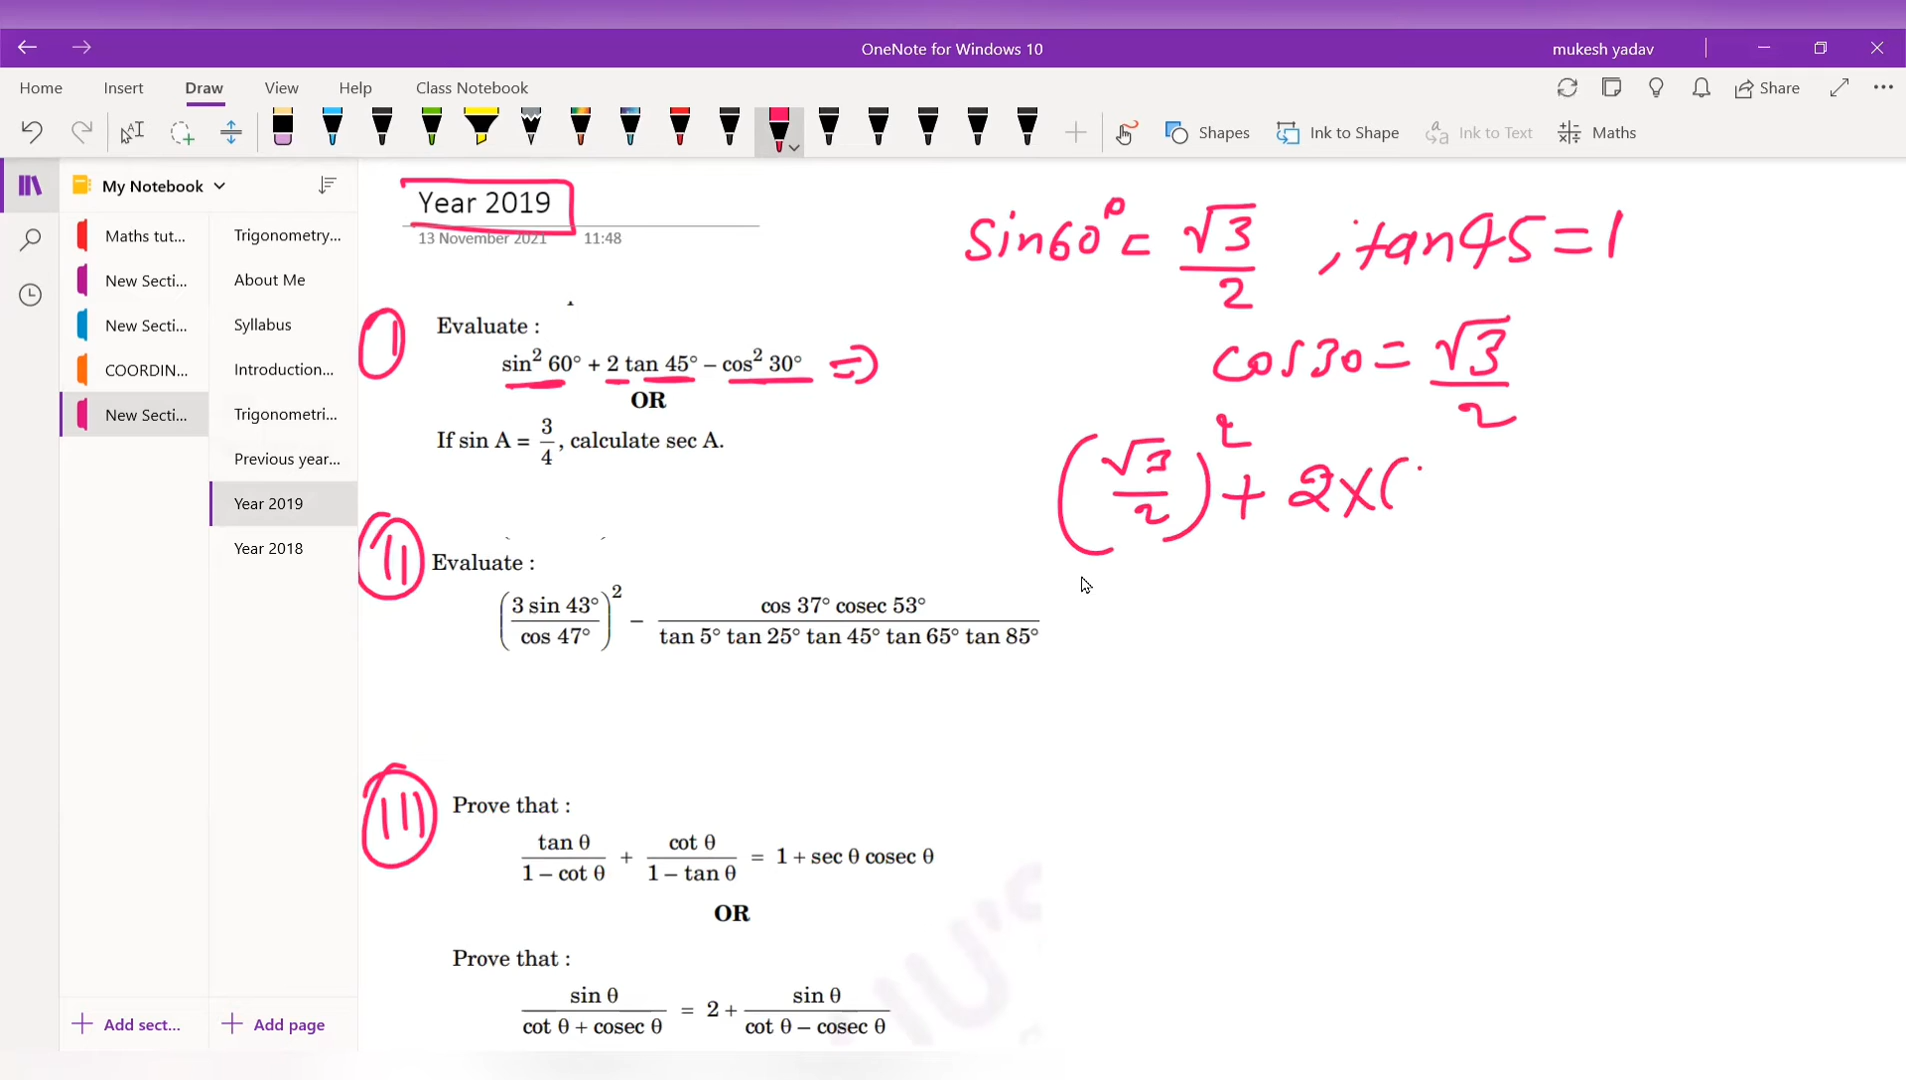 OneNote for Windows 10
mukesh yadav
Home Insert Draw View Help Class Notebook
Share
Shapes Ink to Shape Ink to Text Maths
My Notebook
Maths tut...
New Secti...
New Secti...
COORDIN...
New Secti...
Add sect...
Trigonometry...
About Me
Syllabus
Introduction...
Trigonometri...
Previous year...
Year 2019
Year 2018
Add page
Year 2019
13 November 2021 11:48
I
Evaluate :
sin² 60° + 2 tan 45° – cos² 30° ⇒
OR
If sin A = 3/4, calculate sec A.
II
Evaluate :
(3 sin 43° / cos 47°)² – cos 37° cosec 53° / tan 5° tan 25° tan 45° tan 65° tan 85°
III
Prove that :
tan θ / 1 – cot θ + cot θ / 1 – tan θ = 1 + sec θ cosec θ
OR
Prove that :
sin θ / cot θ + cosec θ = 2 + sin θ / cot θ – cosec θ
sin60° = √3/2 , tan45 = 1
cos30 = √3/2
(√3/2)² + 2×(